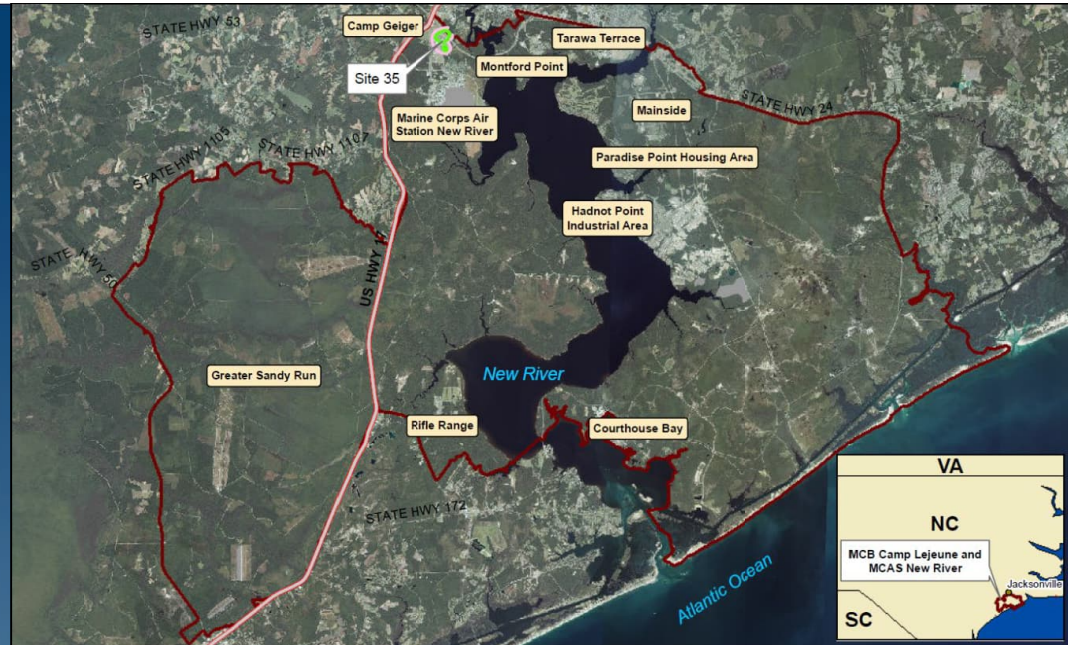 STATE HWY 53
Camp Geiger
Tarawa Terrace
Site 35
Montford Point
STATE HWY 24
Mainside
Marine Corps Air
Station New River
STATE HWY 1107
STATE HWY 1105
Paradise Point Housing Area
Hadnot Point
Industrial Area
STATE HWY 50
US HWY 17
Greater Sandy Run
New River
Rifle Range
Courthouse Bay
STATE HWY 172
Atlantic Ocean
VA
NC
MCB Camp Lejeune and
MCAS New River
Jacksonville
SC